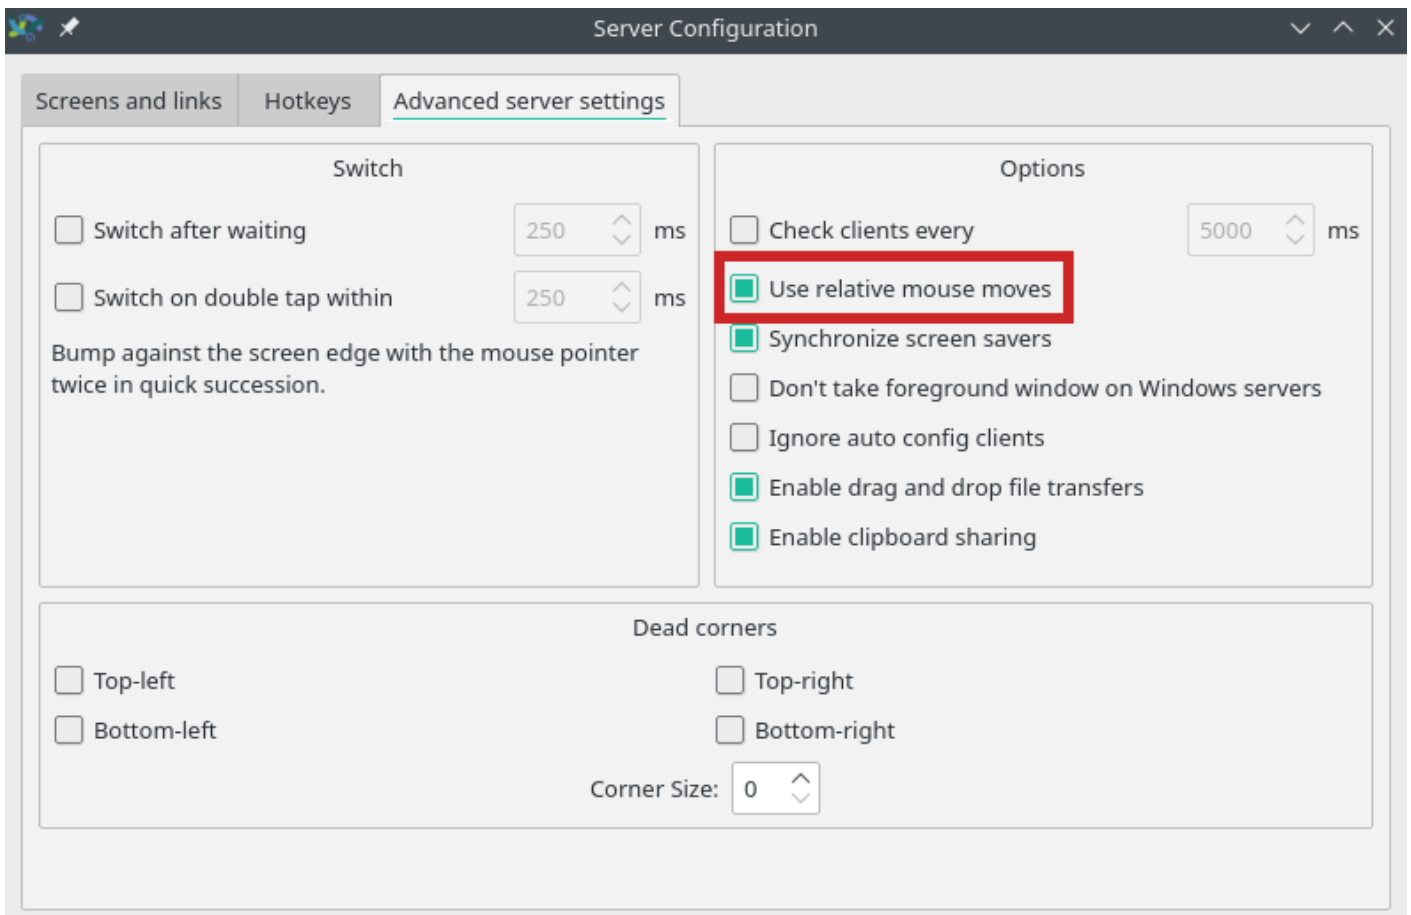 Server Configuration
Screens and links
Hotkeys
Advanced server settings
Switch
Switch after waiting
250
ms
Switch on double tap within
250
ms
Bump against the screen edge with the mouse pointer
twice in quick succession.
Options
Check clients every
5000
ms
Use relative mouse moves
Synchronize screen savers
Don't take foreground window on Windows servers
Ignore auto config clients
Enable drag and drop file transfers
Enable clipboard sharing
Dead corners
Top-left
Top-right
Bottom-left
Bottom-right
Corner Size:
0